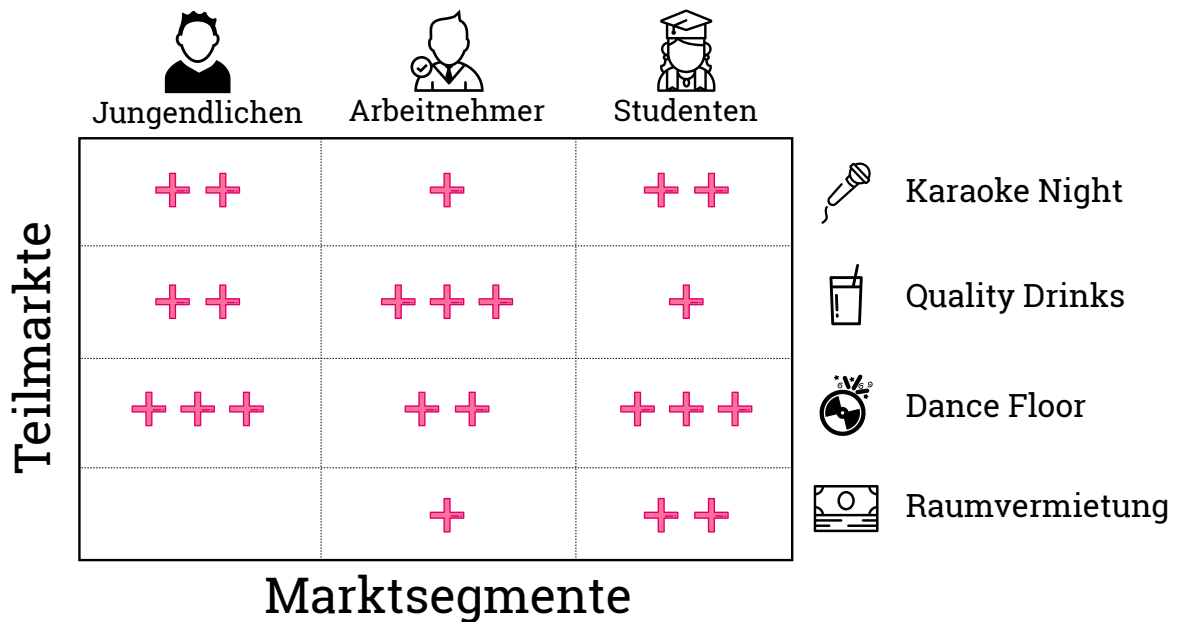 Jungendlichen
Arbeitnehmer
Studenten
Karaoke Night
Quality Drinks
Dance Floor
Raumvermietung
Teilmarkte
Marktsegmente